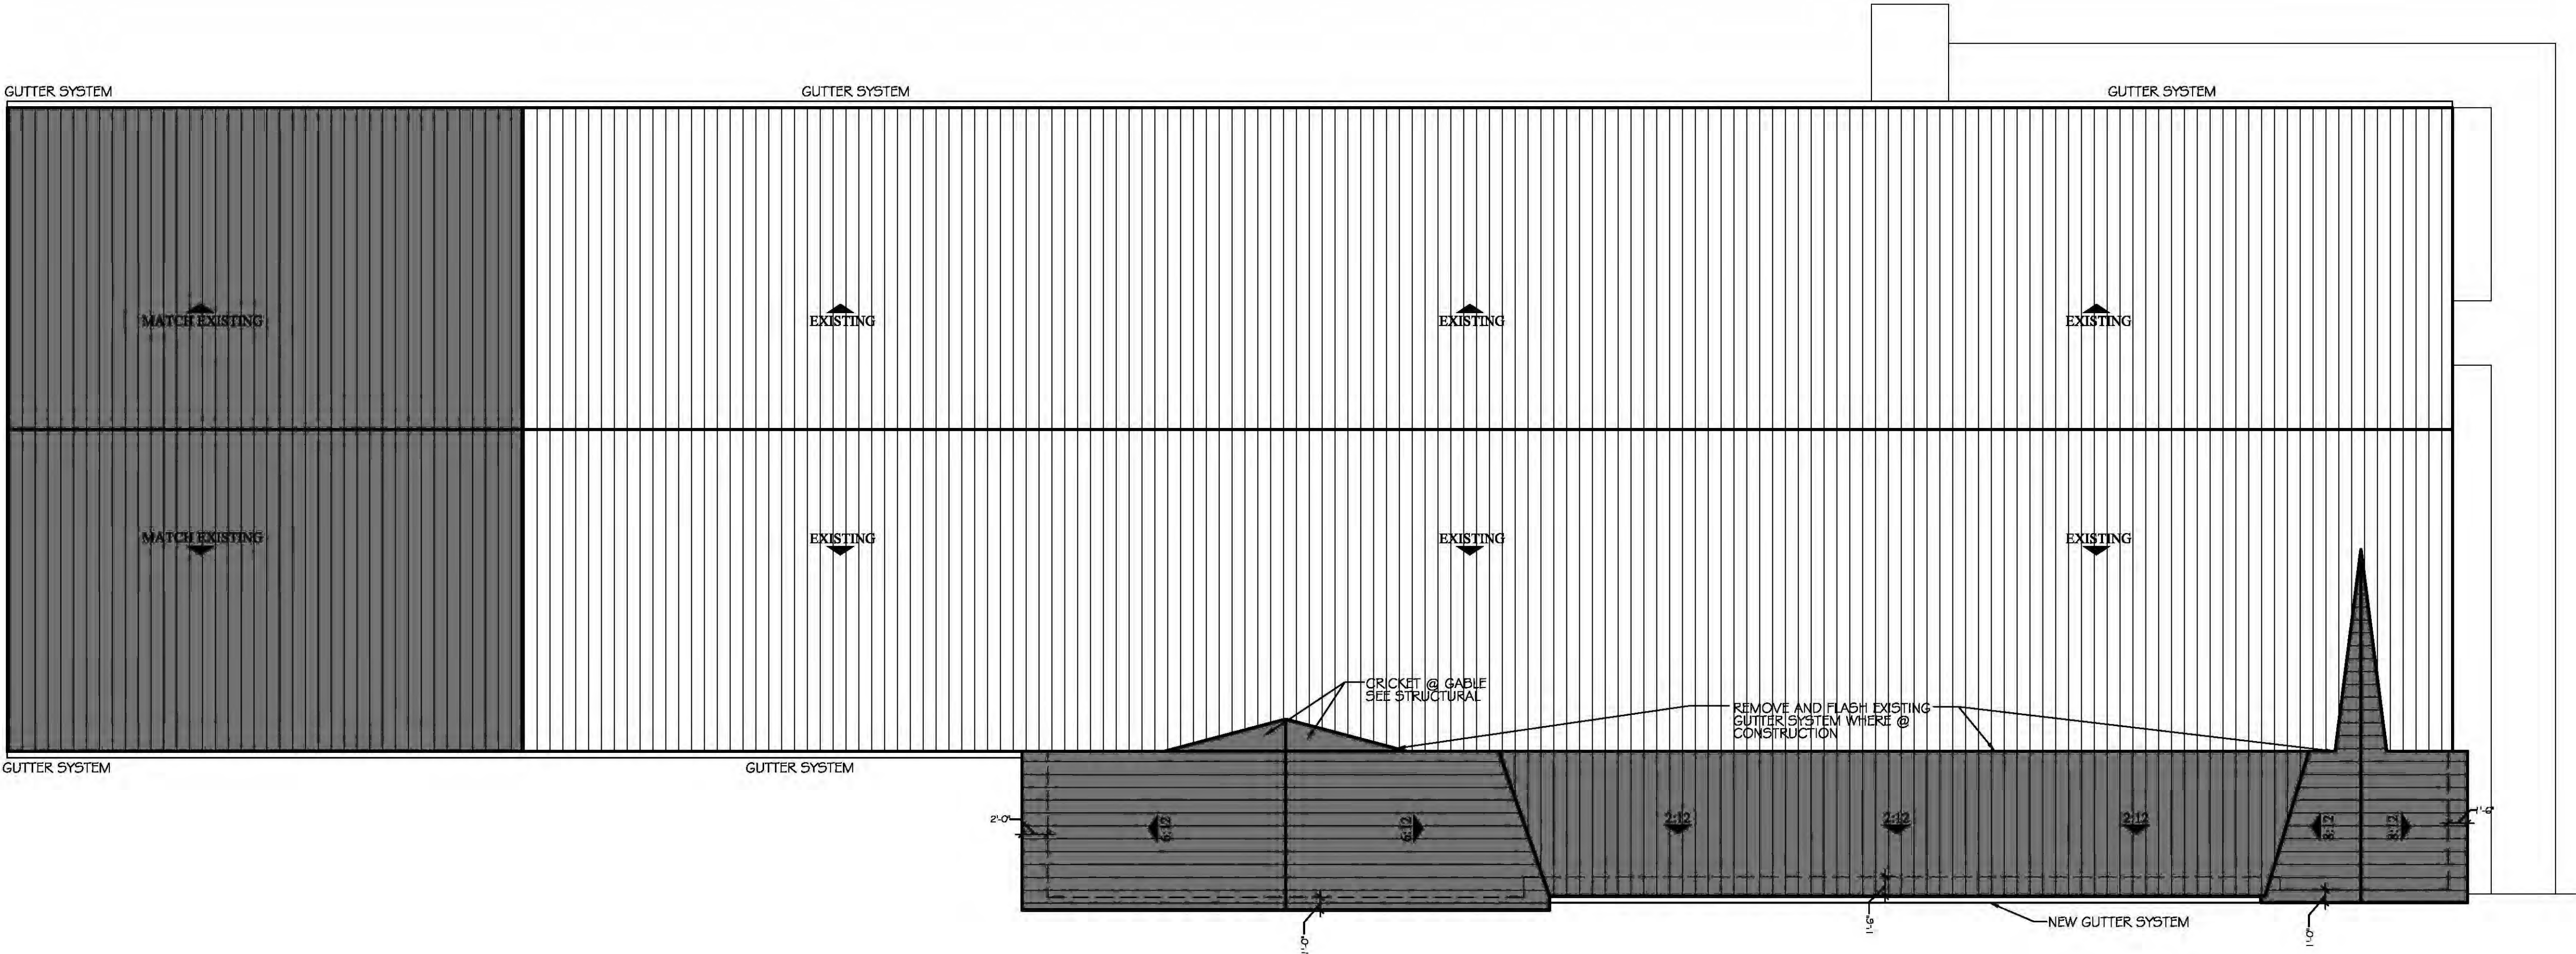 GUTTER SYSTEM
GUTTER SYSTEM
GUTTER SYSTEM
MATCH EXISTING
EXISTING
EXISTING
EXISTING
MATCH EXISTING
EXISTING
EXISTING
EXISTING
CRICKET @ GABLE
SEE STRUCTURAL
REMOVE AND FLASH EXISTING
GUTTER SYSTEM WHERE @
CONSTRUCTION
GUTTER SYSTEM
GUTTER SYSTEM
2'-0"
6:12
6:12
2:12
2:12
2:12
8:12
8:12
1'-6"
1'-0"
1'-6"
1'-0"
NEW GUTTER SYSTEM